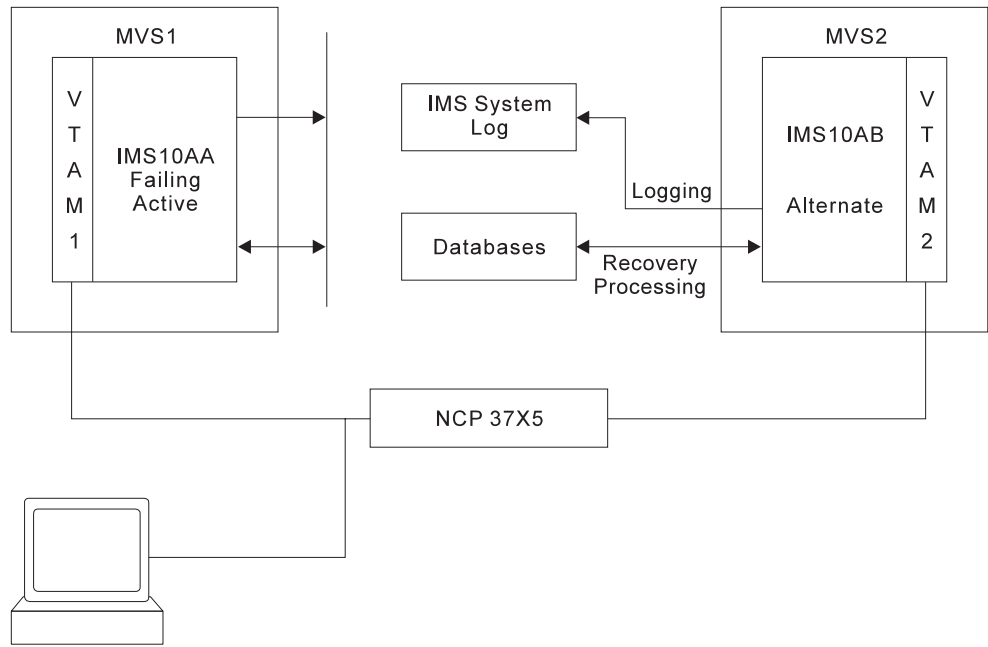 MVS1
V
T
A
M
1
IMS10AA
Failing
Active
IMS System
Log
Databases
Logging
Recovery
Processing
MVS2
IMS10AB
Alternate
V
T
A
M
2
NCP 37X5